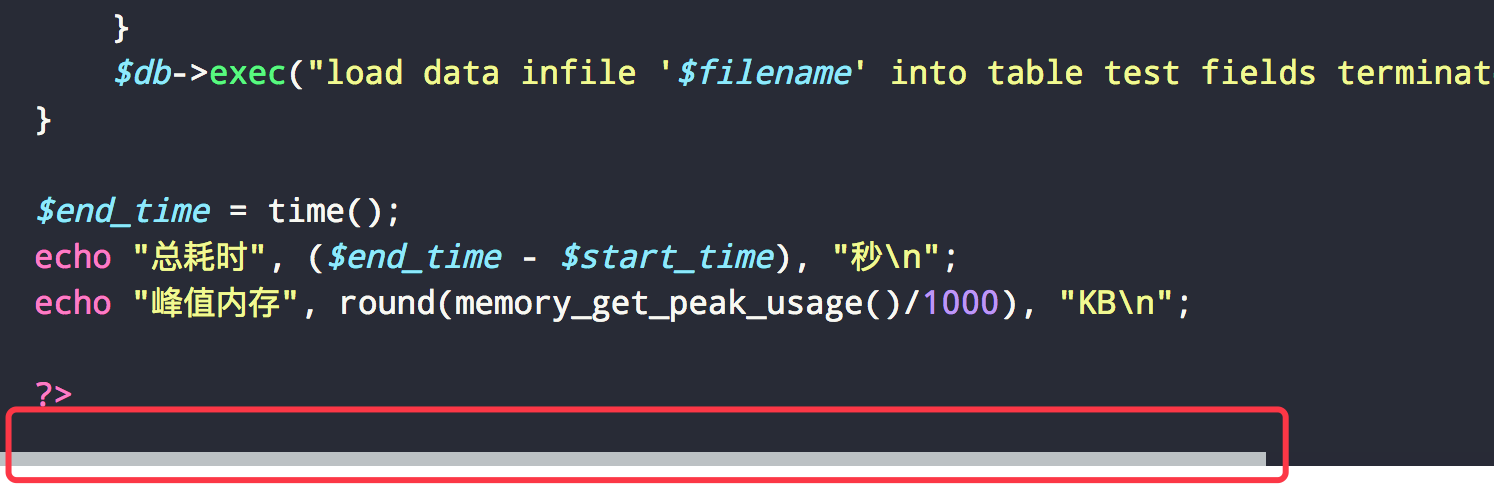 }
$db->exec("load data infile '$filename' into table test fields terminat
}
$end_time = time();
echo "总耗时", ($end_time - $start_time), "秒\n";
echo "峰值内存", round(memory_get_peak_usage()/1000), "KB\n";
?>